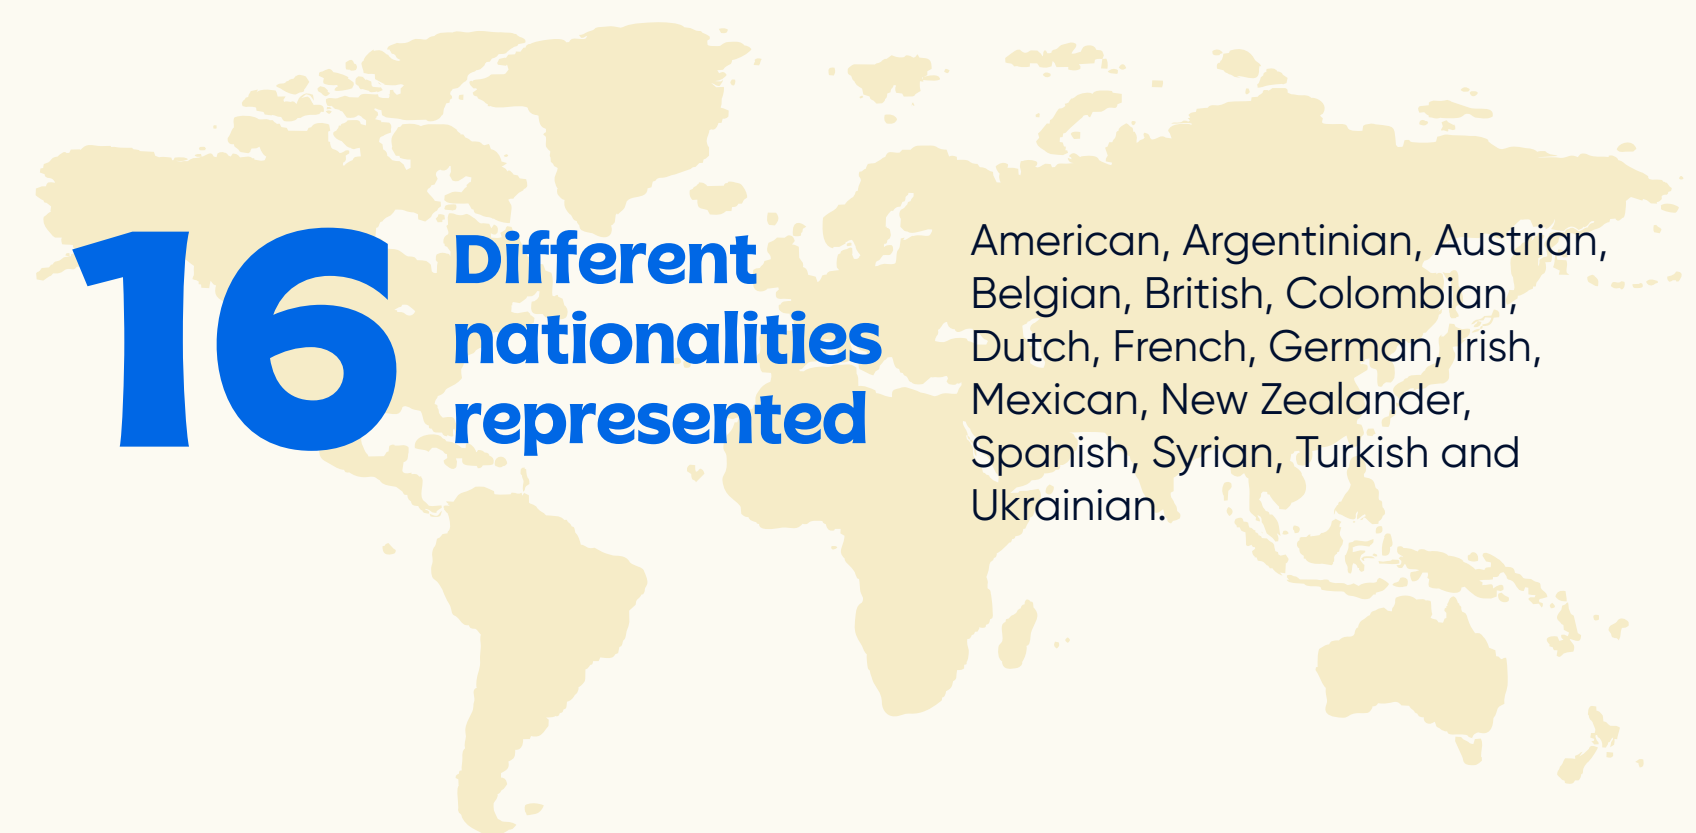 16
Different
nationalities
represented
American, Argentinian, Austrian,
Belgian, British, Colombian,
Dutch, French, German, Irish,
Mexican, New Zealander,
Spanish, Syrian, Turkish and
Ukrainian.